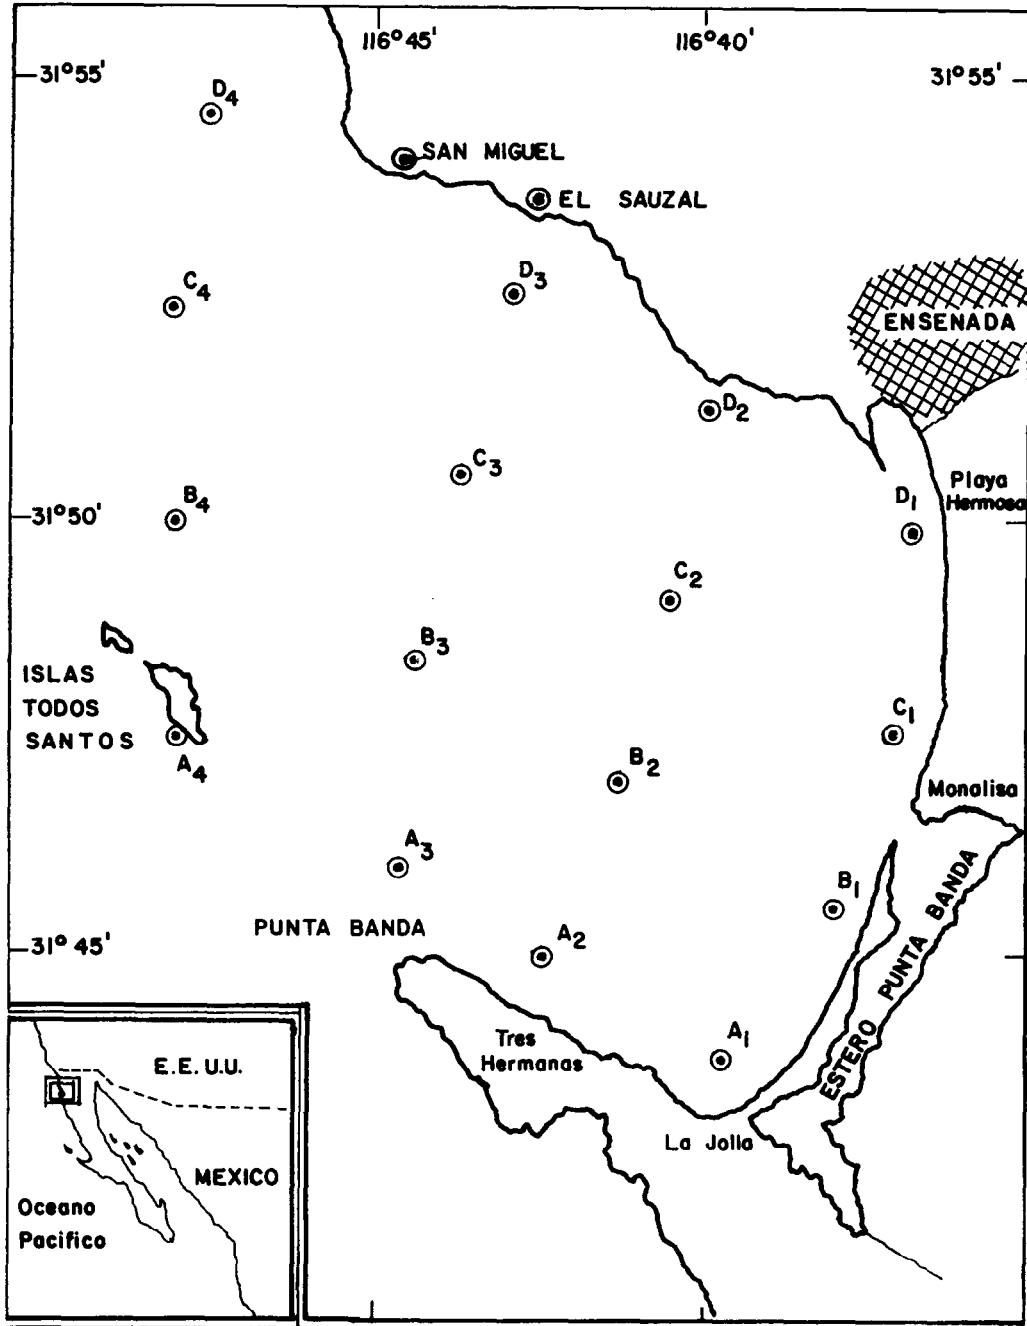 116°45'
116°40'
31°55'
31°55'
D4
SAN MIGUEL
EL SAUZAL
C4
D3
ENSENADA
D2
C3
B4
31°50'
Playa
Hermosa
D1
C2
B3
ISLAS
TODOS
SANTOS
A4
C1
B2
Monalisa
A3
B1
PUNTA BANDA
A2
31°45'
ESTERO PUNTA BANDA
Tres
Hermanas
A1
La Jolla
E.E. U.U.
MEXICO
Oceano
Pacifico